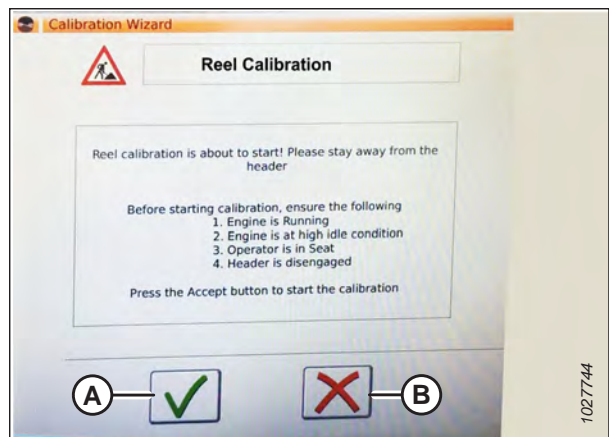 Calibration Wizard
Reel Calibration
Reel calibration is about to start! Please stay away from the
header
Before starting calibration, ensure the following
1. Engine is Running
2. Engine is at high idle condition
3. Operator is in Seat
4. Header is disengaged
Press the Accept button to start the calibration
A
B
1027744